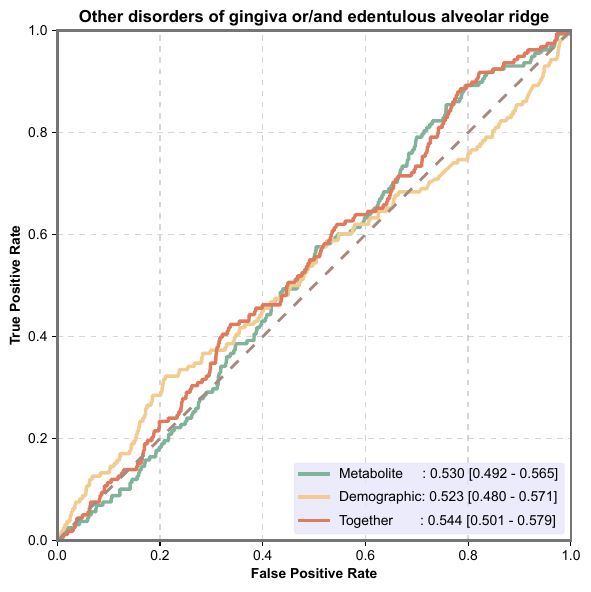 Other disorders of gingiva or/and edentulous alveolar ridge
1.0
0.8
0.6
0.4
0.2
0.0
True Positive Rate
Metabolite : 0.530 [0.492 - 0.565]
Demographic: 0.523 [0.480 - 0.571]
Together : 0.544 [0.501 - 0.579]
0.0 0.2 0.4 0.6 0.8 1.0
False Positive Rate